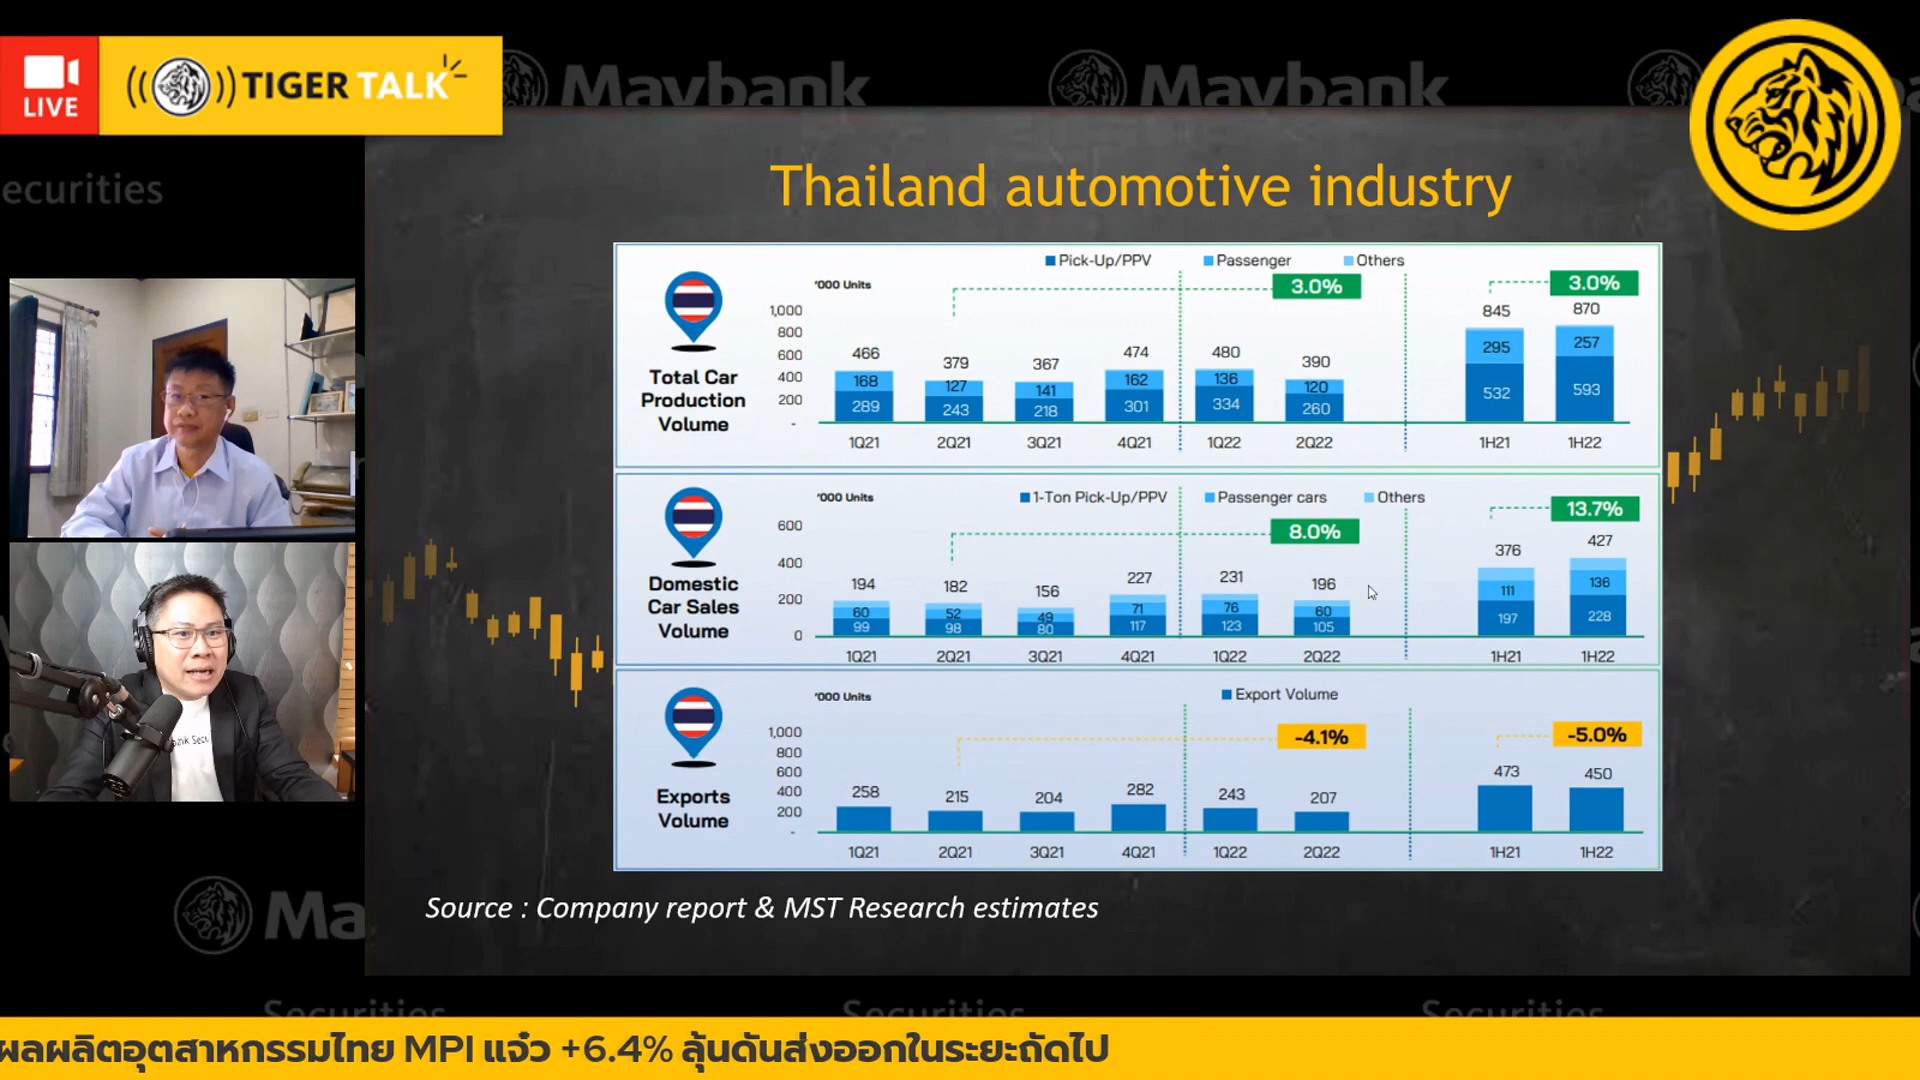 LIVE
TIGER TALK
Maybank
Maybank
ecurities
Thailand automotive industry
Pick-Up/PPV Passenger Others
'000 Units
3.0%
3.0%
1,000
800
600
400
200
-
466 379 367 474 480 390 845 870
168 127 141 162 136 120 295 257
289 243 218 301 334 260 532 593
1Q21 2Q21 3Q21 4Q21 1Q22 2Q22 1H21 1H22
Total Car
Production
Volume
'000 Units
1-Ton Pick-Up/PPV Passenger cars Others
8.0%
13.7%
600
400
200
0
194 182 156 227 231 196 376 427
60 52 49 71 76 60 111 136
99 98 80 117 123 105 197 228
1Q21 2Q21 3Q21 4Q21 1Q22 2Q22 1H21 1H22
Domestic
Car Sales
Volume
'000 Units
Export Volume
-4.1%
-5.0%
1,000
800
600
400
200
-
258 215 204 282 243 207 473 450
1Q21 2Q21 3Q21 4Q21 1Q22 2Q22 1H21 1H22
Exports
Volume
Source : Company report & MST Research estimates
Ma
Securities
Securities
Securities
ผลผลิตอุตสาหกรรมไทย MPI แจ๋ว +6.4% ลุ้นดันส่งออกในระยะถัดไป